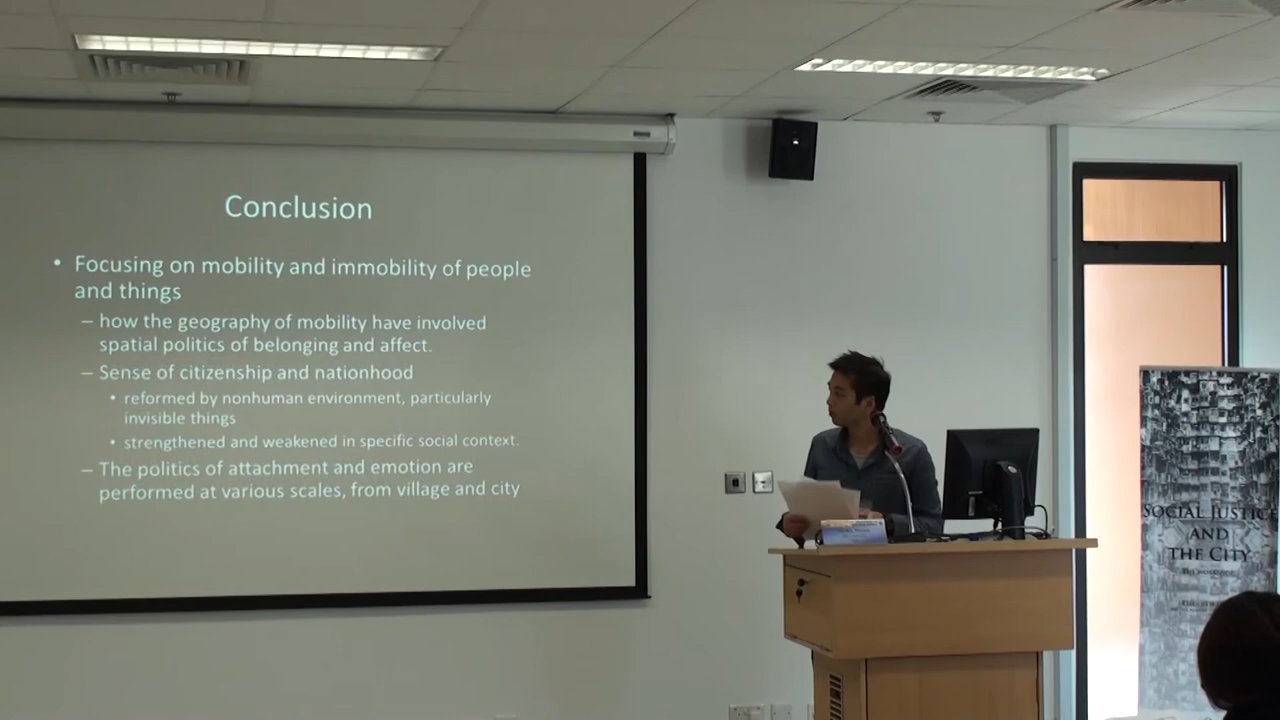 Conclusion
• Focusing on mobility and immobility of people
and things
– how the geography of mobility have involved
spatial politics of belonging and affect.
– Sense of citizenship and nationhood
• reformed by nonhuman environment, particularly
invisible things
• strengthened and weakened in specific social context.
– The politics of attachment and emotion are
performed at various scales, from village and city
SOCIAL JUSTICE
AND
THE CITY